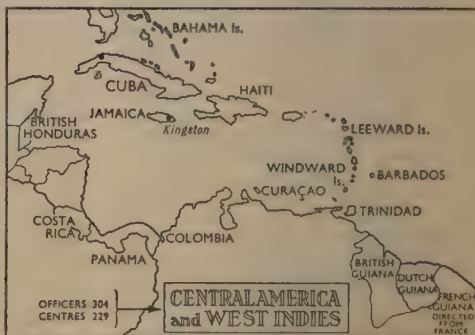 BAHAMA Is.
CUBA
HAITI
JAMAICA
Kingston
BRITISH
HONDURAS
LEEWARD Is.
WINDWARD
Is.
BARBADOS
CURAÇAO
TRINIDAD
COSTA
RICA
PANAMA
COLOMBIA
BRITISH
GUIANA
DUTCH
GUIANA
FRENCH
GUIANA
DIRECTED
FROM
FRANCE
OFFICERS 304
CENTRES 229
CENTRAL AMERICA
and WEST INDIES